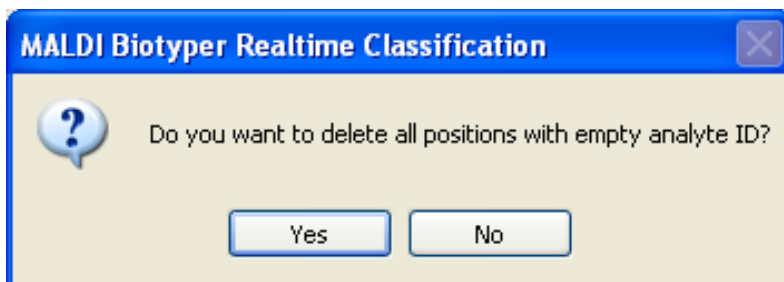 MALDI Biotyper Realtime Classification
Do you want to delete all positions with empty analyte ID?
Yes
No